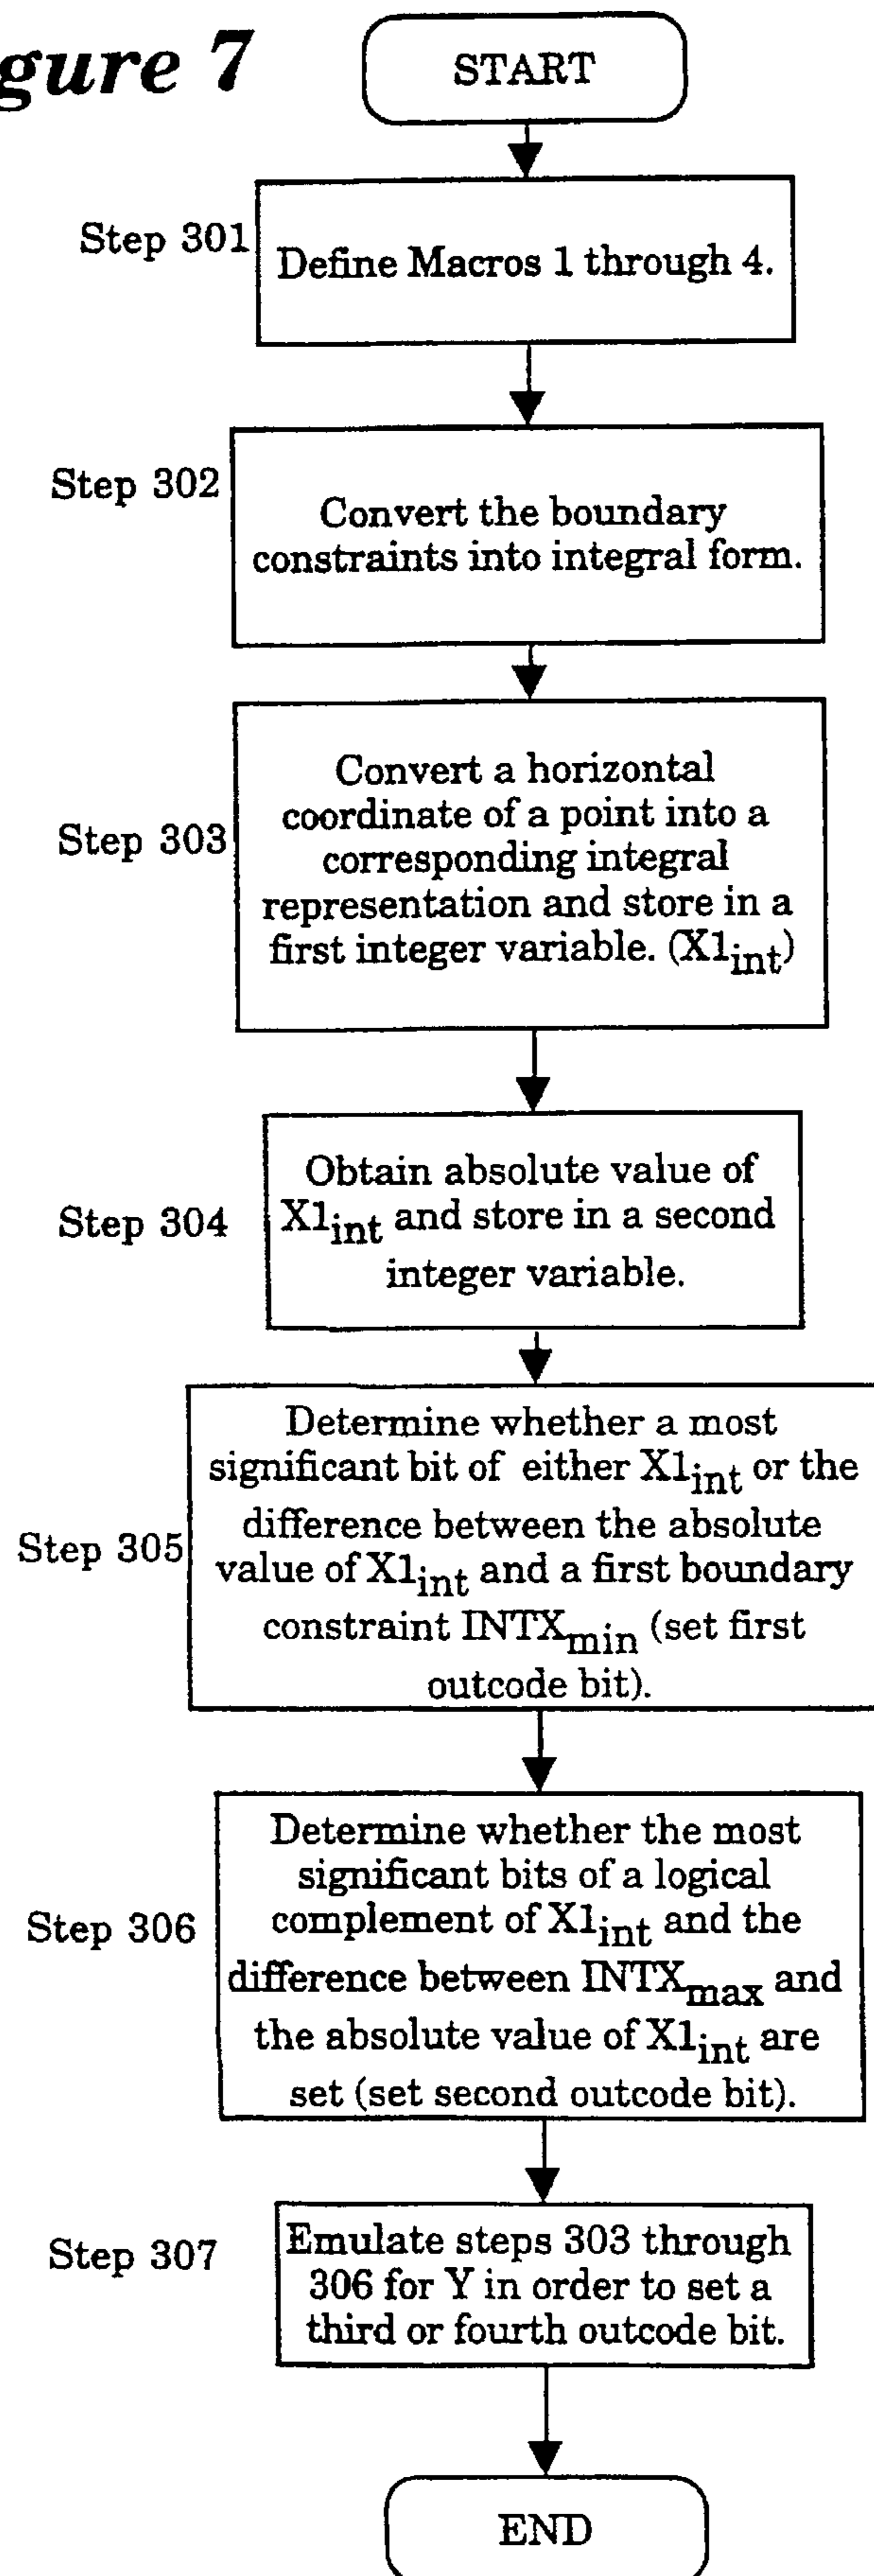 gure 7
START
Step 301
Define Macros 1 through 4.
Step 302
Convert the boundary
constraints into integral form.
Step 303
Convert a horizontal
coordinate of a point into a
corresponding integral
representation and store in a
first integer variable. (X1int)
Step 304
Obtain absolute value of
X1int and store in a second
integer variable.
Step 305
Determine whether a most
significant bit of either X1int or the
difference between the absolute
value of X1int and a first boundary
constraint INTXmin (set first
outcode bit).
Step 306
Determine whether the most
significant bits of a logical
complement of X1int and the
difference between INTXmax and
the absolute value of X1int are
set (set second outcode bit).
Step 307
Emulate steps 303 through
306 for Y in order to set a
third or fourth outcode bit.
END